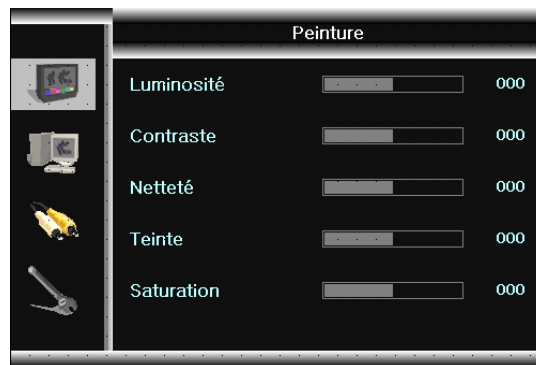 Peinture
Luminosité 000
Contraste 000
Netteté 000
Teinte 000
Saturation 000